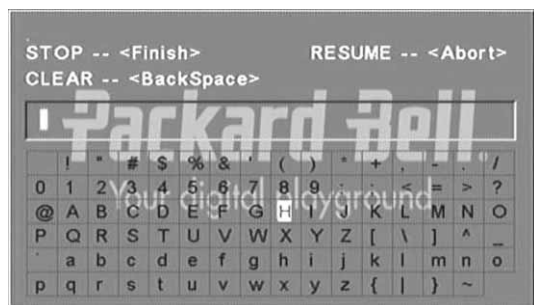 STOP -- <Finish> RESUME -- <Abort>
CLEAR -- <BackSpace>
Packard Bell.
Your digital playground
! " # $ % & ' ( ) * + , - . /
0 1 2 3 4 5 6 7 8 9 : ; < = > ?
@ A B C D E F G H I J K L M N O
P Q R S T U V W X Y Z [ \ ] ^ _
` a b c d e f g h i j k l m n o
p q r s t u v w x y z { | } ~